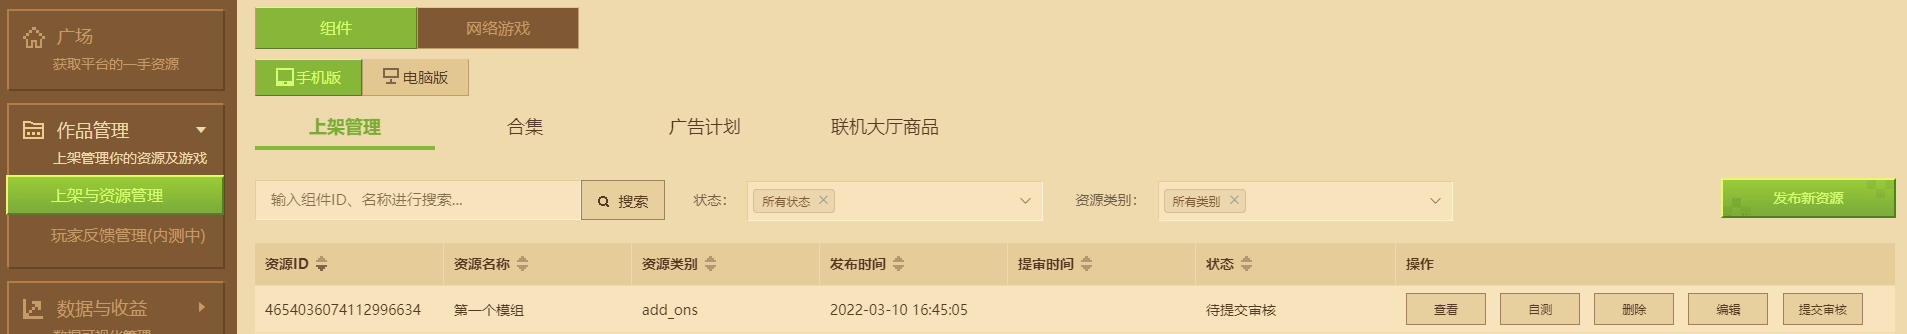 广场
获取平台的一手资源
作品管理
上架管理你的资源及游戏
上架与资源管理
玩家反馈管理(内测中)
数据与收益
组件 网络游戏
手机版 电脑版
上架管理 合集 广告计划 联机大厅商品
输入组件ID、名称进行搜索... 搜索 状态: 所有状态 资源类别: 所有类别 发布新资源
资源ID 资源名称 资源类别 发布时间 提审时间 状态 操作
4654036074112996634 第一个模组 add_ons 2022-03-10 16:45:05 待提交审核 查看 自测 删除 编辑 提交审核